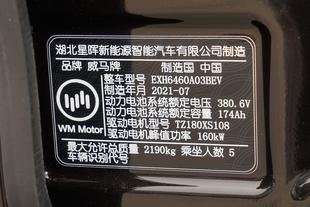 湖北星晖新能源智能汽车有限公司制造
品牌 威马牌 制造国 中国
整车型号 EXH6460A03BEV
制造年月 2021-07
动力电池系统额定电压 380.6V
动力电池系统额定容量 174Ah
驱动电机型号 TZ180XS108
驱动电机峰值功率 160kW
WM Motor
最大允许总质量 2190kg 乘坐人数 5
车辆识别代号